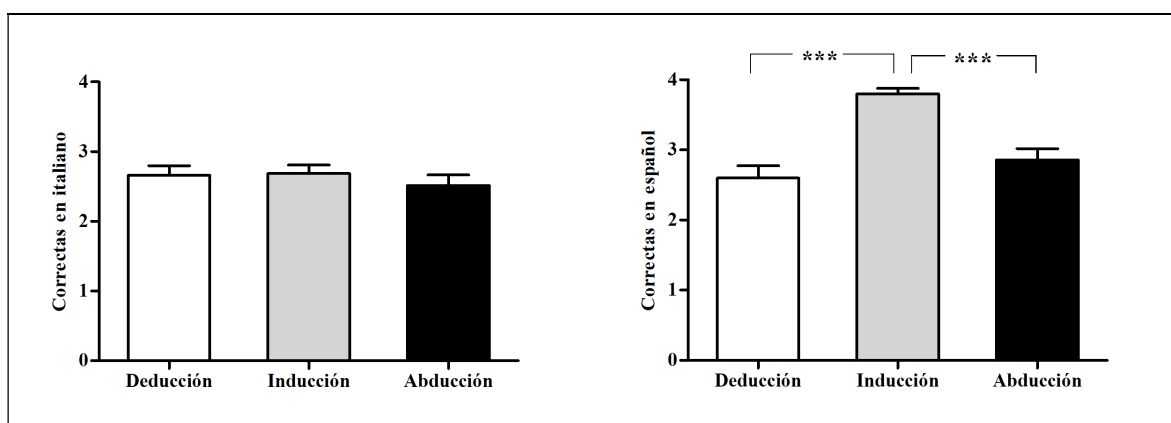 Correctas en italiano
4
3
2
1
0
Deducción Inducción Abducción
Correctas en español
*** ***
4
3
2
1
0
Deducción Inducción Abducción